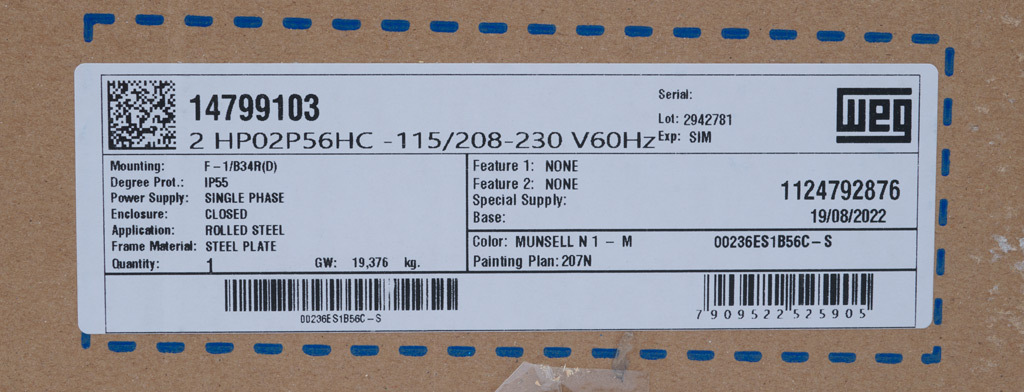 14799103
2 HP02P56HC -115/208-230 V60Hz
Serial:
Lot: 2942781
Exp: SIM
weg
Mounting: F-1/B34R(D)
Degree Prot.: IP55
Power Supply: SINGLE PHASE
Enclosure: CLOSED
Application: ROLLED STEEL
Frame Material: STEEL PLATE
Quantity: 1 GW: 19,376 kg.
Feature 1: NONE
Feature 2: NONE
Special Supply:
Base:
1124792876
19/08/2022
Color: MUNSELL N 1 - M 00236ES1B56C-S
Painting Plan: 207N
00236ES1B56C-S
7909522525905